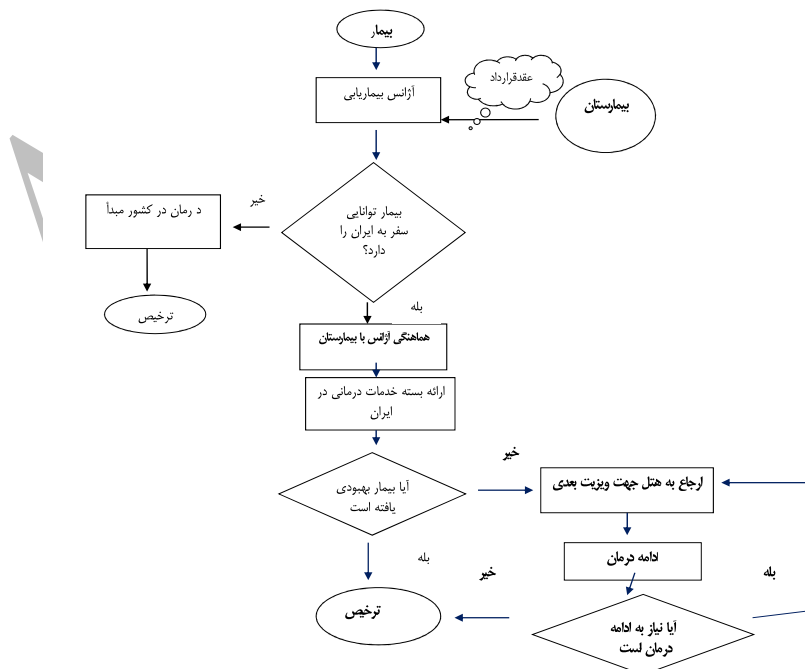 بیمار
آژانس بیماریابی
عقدقرارداد
بیمارستان
بیمار توانایی
سفر به ایران را
دارد؟
خیر
د رمان در کشور مبدأ
ترخیص
بله
هماهنگی آژانس با بیمارستان
ارائه بسته خدمات درمانی در
ایران
آیا بیمار بهبودی
یافته است
خیر
ارجاع به هتل جهت ویزیت بعدی
بله
ادامه درمان
بله
خیر
ترخیص
آیا نیاز به ادامه
درمان است